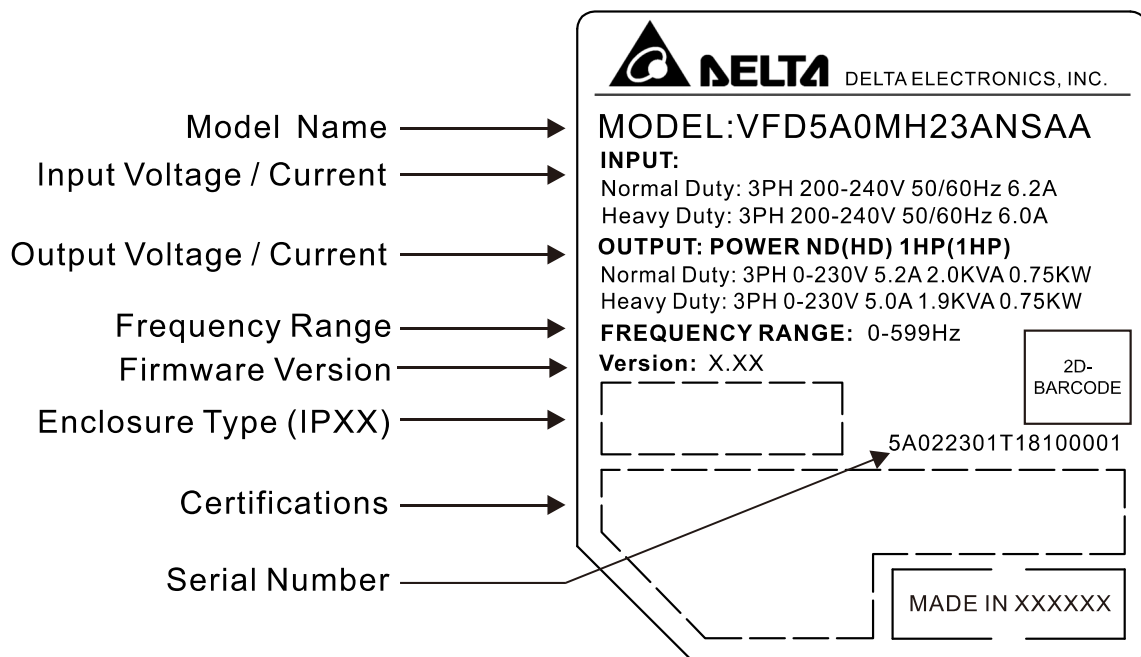 DELTA DELTA ELECTRONICS, INC.
Model Name
MODEL:VFD5A0MH23ANSAA
Input Voltage / Current
INPUT:
Normal Duty: 3PH 200-240V 50/60Hz 6.2A
Heavy Duty: 3PH 200-240V 50/60Hz 6.0A
Output Voltage / Current
OUTPUT: POWER ND(HD) 1HP(1HP)
Normal Duty: 3PH 0-230V 5.2A 2.0KVA 0.75KW
Heavy Duty: 3PH 0-230V 5.0A 1.9KVA 0.75KW
Frequency Range
FREQUENCY RANGE: 0-599Hz
Firmware Version
Version: X.XX
2D-
BARCODE
Enclosure Type (IPXX)
5A022301T18100001
Certifications
Serial Number
MADE IN XXXXXX